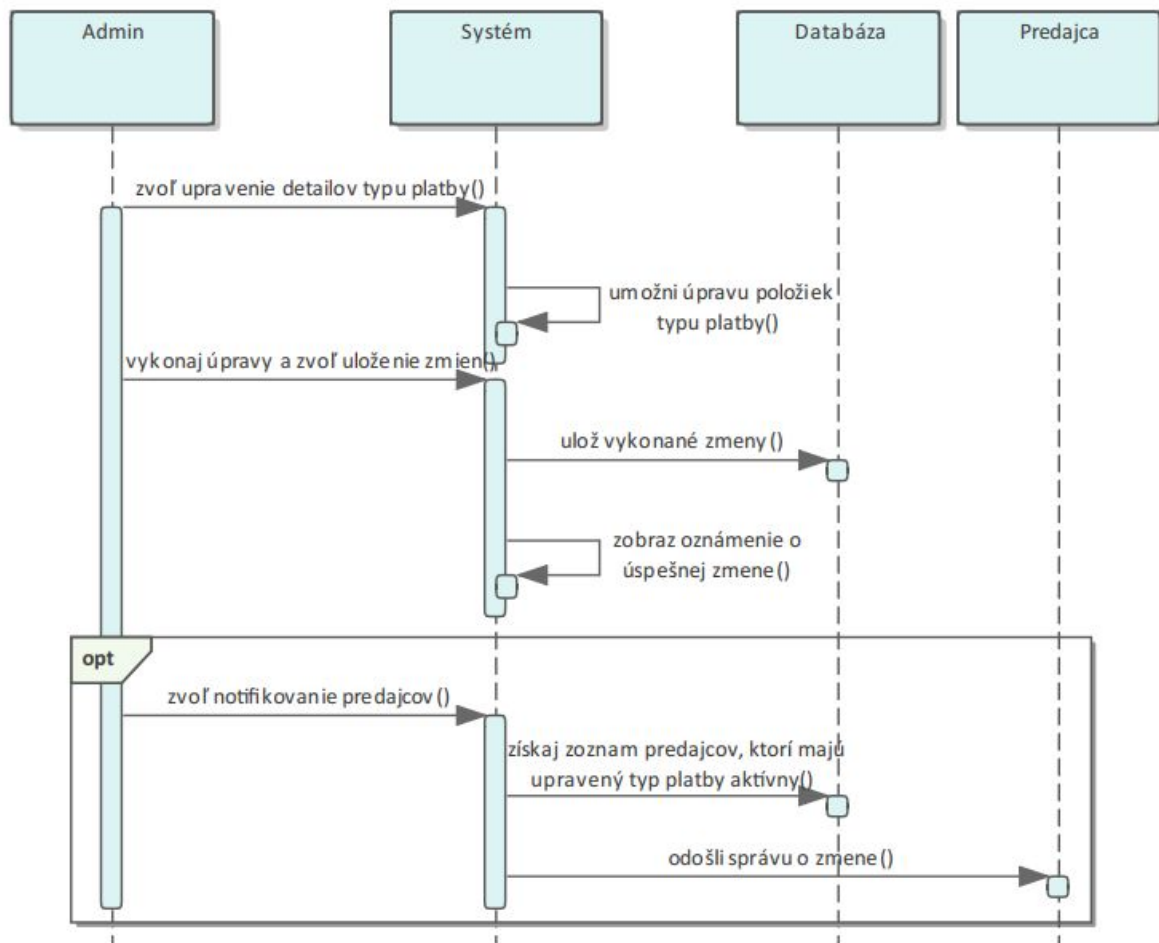 Admin
Systém
Databáza
Predajca
zvoľ upravenie detailov typu platby()
umožni úpravu položiek
typu platby()
vykonaj úpravy a zvoľ uloženie zmien()
ulož vykonané zmeny()
zobraz oznámenie o
úspešnej zmene()
opt
zvoľ notifikovanie predajcov()
získaj zoznam predajcov, ktorí majú
upravený typ platby aktívny()
odošli správu o zmene()